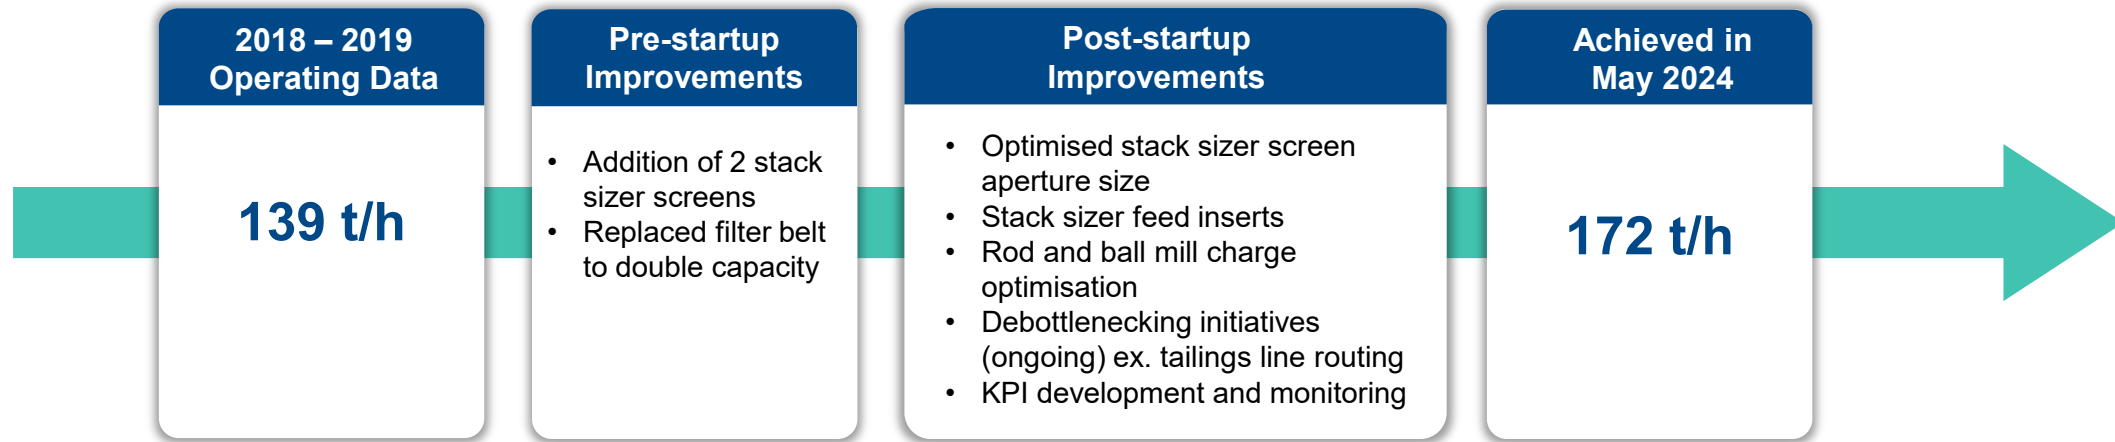 2018 – 2019
Operating Data
139 t/h
Pre-startup
Improvements
• Addition of 2 stack
sizer screens
• Replaced filter belt
to double capacity
Post-startup
Improvements
• Optimised stack sizer screen
aperture size
• Stack sizer feed inserts
• Rod and ball mill charge
optimisation
• Debottlenecking initiatives
(ongoing) ex. tailings line routing
• KPI development and monitoring
Achieved in
May 2024
172 t/h